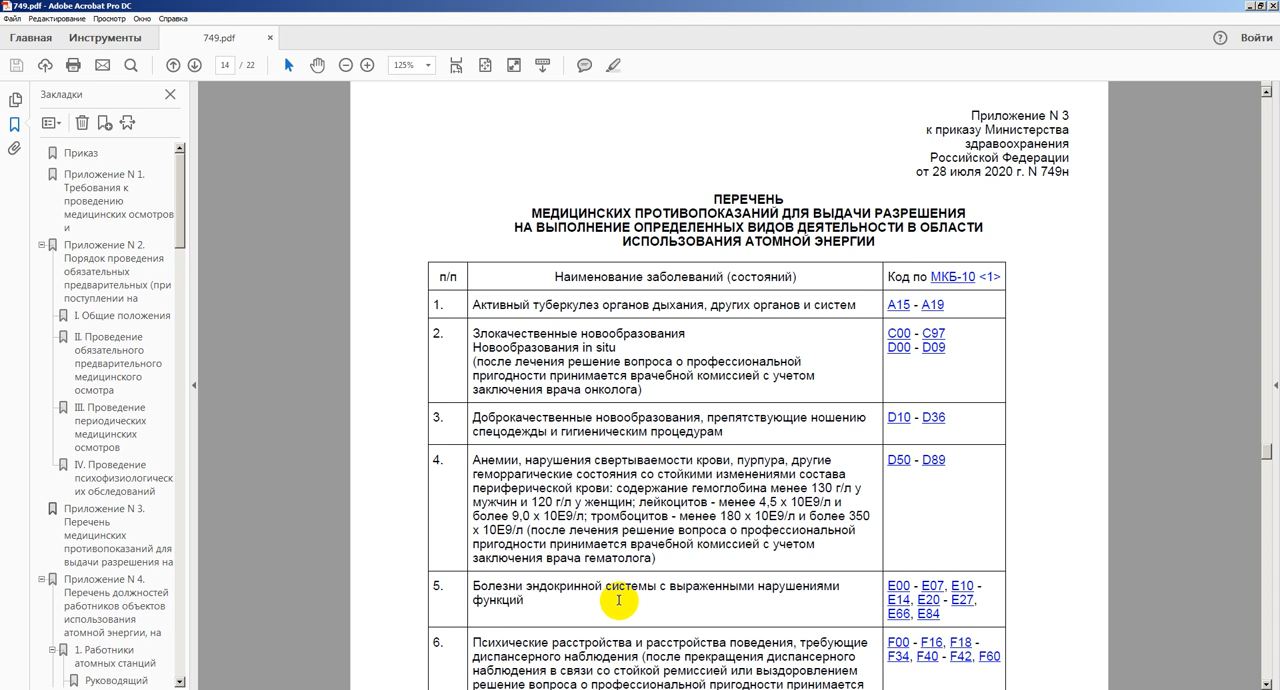 749.pdf - Adobe Acrobat Pro DC
Файл Редактирование Просмотр Окно Справка
Главная Инструменты 749.pdf × Войти
14 / 22 125%
Закладки
Приказ
Приложение N 1.
Требования к
проведению
медицинских осмотров
и
Приложение N 2.
Порядок проведения
обязательных
предварительных (при
поступлении на
I. Общие положения
II. Проведение
обязательного
предварительного
медицинского
осмотра
III. Проведение
периодических
медицинских
осмотров
IV. Проведение
психофизиологическ
их обследований
Приложение N 3.
Перечень
медицинских
противопоказаний для
выдачи разрешения на
Приложение N 4.
Перечень должностей
работников объектов
использования
атомной энергии, на
1. Работники
атомных станций
Руководящий
Приложение N 3
к приказу Министерства
здравоохранения
Российской Федерации
от 28 июля 2020 г. N 749н
ПЕРЕЧЕНЬ
МЕДИЦИНСКИХ ПРОТИВОПОКАЗАНИЙ ДЛЯ ВЫДАЧИ РАЗРЕШЕНИЯ
НА ВЫПОЛНЕНИЕ ОПРЕДЕЛЕННЫХ ВИДОВ ДЕЯТЕЛЬНОСТИ В ОБЛАСТИ
ИСПОЛЬЗОВАНИЯ АТОМНОЙ ЭНЕРГИИ
п/п Наименование заболеваний (состояний) Код по МКБ-10 <1>
1. Активный туберкулез органов дыхания, других органов и систем A15 - A19
2. Злокачественные новообразования C00 - C97
Новообразования in situ D00 - D09
(после лечения решение вопроса о профессиональной
пригодности принимается врачебной комиссией с учетом
заключения врача онколога)
3. Доброкачественные новообразования, препятствующие ношению D10 - D36
спецодежды и гигиеническим процедурам
4. Анемии, нарушения свертываемости крови, пурпура, другие D50 - D89
геморрагические состояния со стойкими изменениями состава
периферической крови: содержание гемоглобина менее 130 г/л у
мужчин и 120 г/л у женщин; лейкоцитов - менее 4,5 x 10E9/л и
более 9,0 x 10E9/л; тромбоцитов - менее 180 x 10E9/л и более 350
x 10E9/л (после лечения решение вопроса о профессиональной
пригодности принимается врачебной комиссией с учетом
заключения врача гематолога)
5. Болезни эндокринной системы с выраженными нарушениями E00 - E07, E10 -
функций E14, E20 - E27,
E66, E84
6. Психические расстройства и расстройства поведения, требующие F00 - F16, F18 -
диспансерного наблюдения (после прекращения диспансерного F34, F40 - F42, F60
наблюдения в связи со стойкой ремиссией или выздоровлением
решение вопроса о профессиональной пригодности принимается